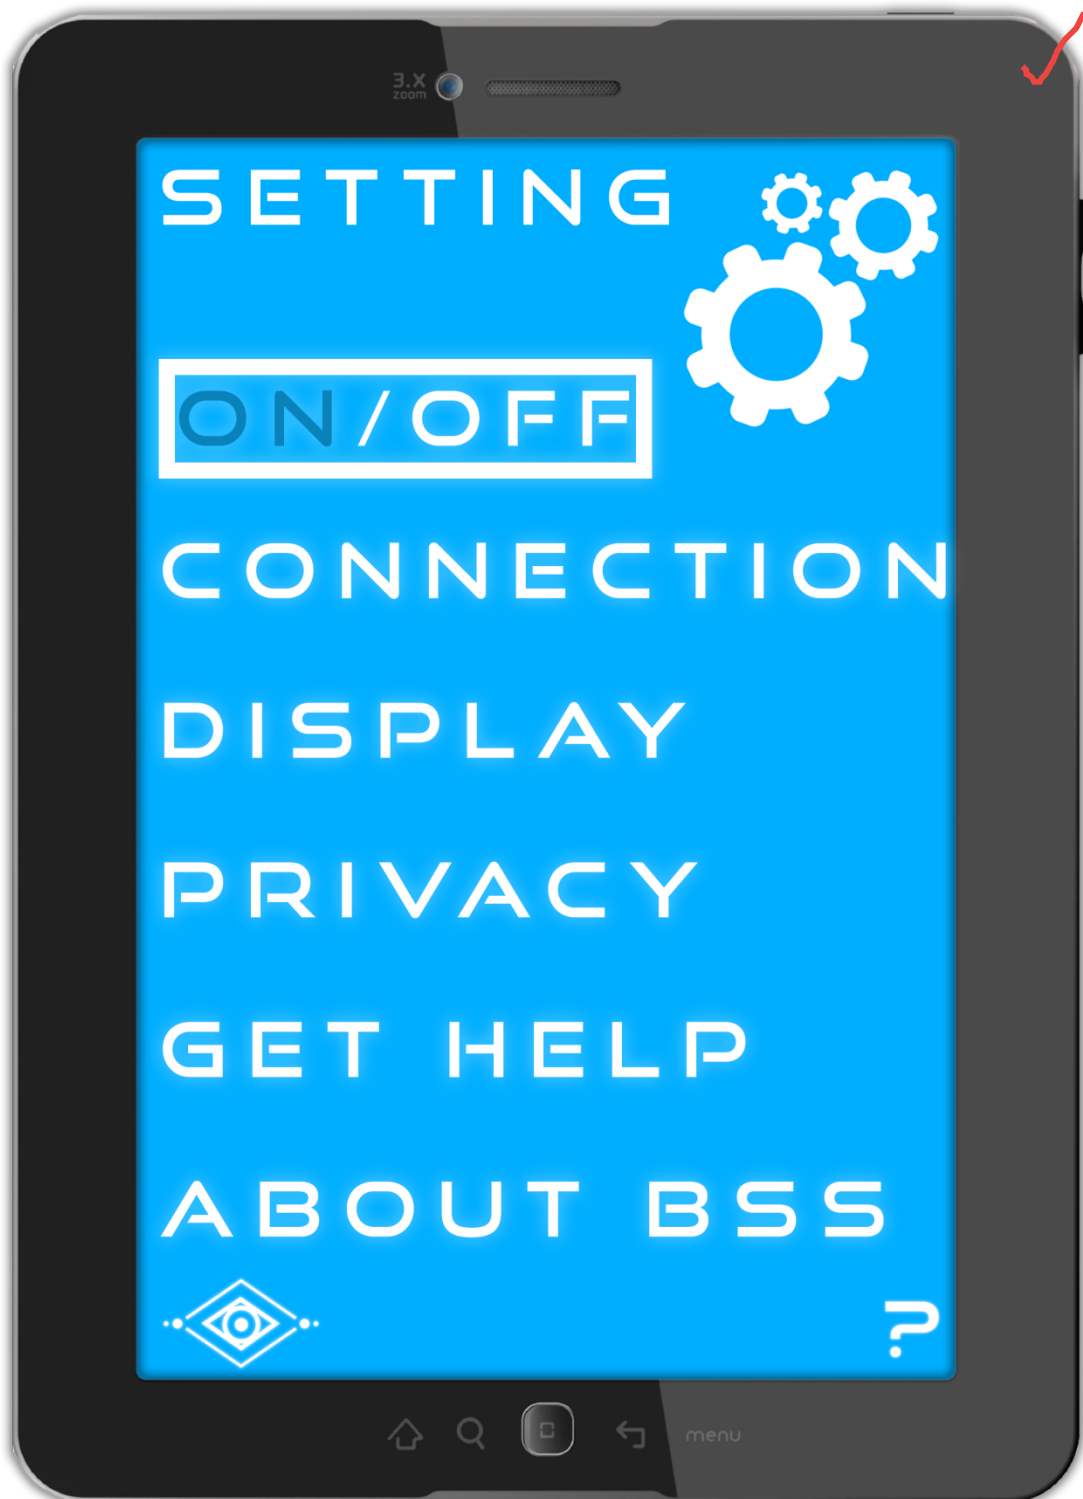 3.X
zoom
SETTING
ON/OFF
CONNECTION
DISPLAY
PRIVACY
GET HELP
ABOUT BSS
?
menu